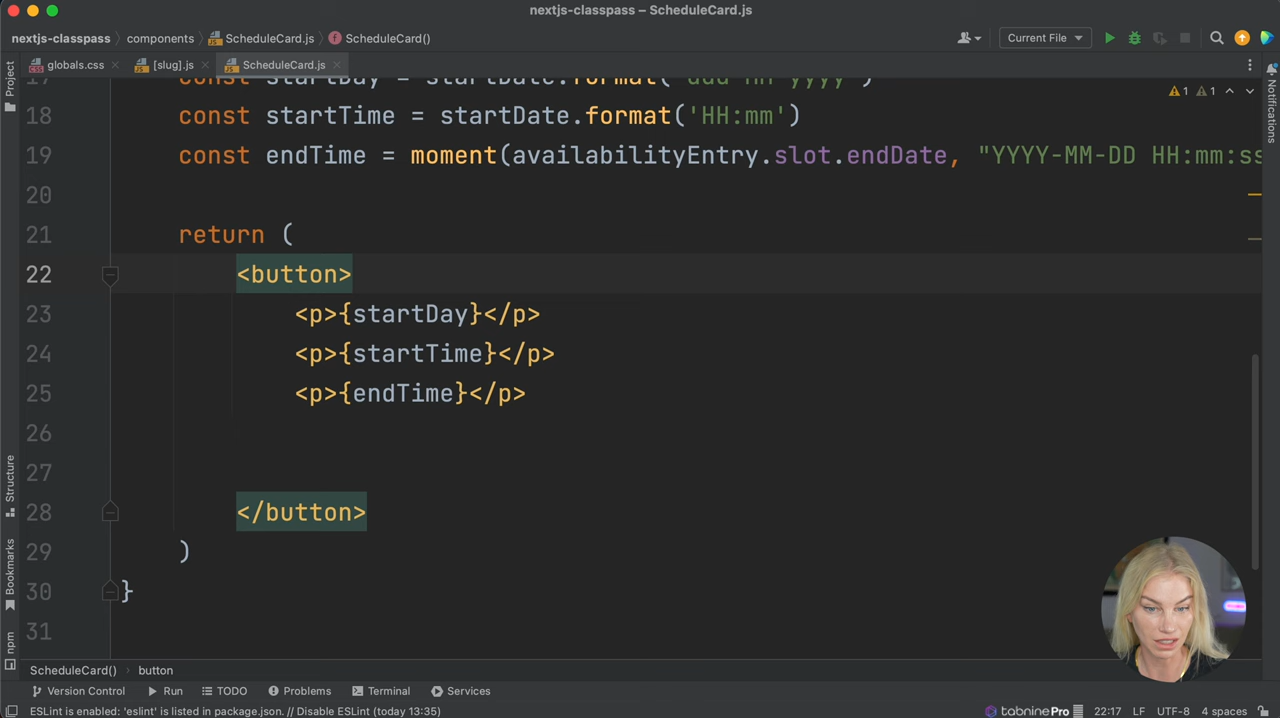 nextjs-classpass – ScheduleCard.js
nextjs-classpass
components
ScheduleCard.js
ScheduleCard()
Current File
Project
globals.css
[slug].js
ScheduleCard.js
Notifications
1
1
17 const startDay = startDate.format(
18 const startTime = startDate.format('HH:mm')
19 const endTime = moment(availabilityEntry.slot.endDate, "YYYY-MM-DD HH:mm:ss
20
21 return (
22 <button>
23 <p>{startDay}</p>
24 <p>{startTime}</p>
25 <p>{endTime}</p>
26
27
28 </button>
29 )
30 }
31
Structure
Bookmarks
npm
ScheduleCard()
button
Version Control
Run
TODO
Problems
Terminal
Services
ESLint is enabled: 'eslint' is listed in package.json. // Disable ESLint (today 13:35)
tabninePro
22:17
LF
UTF-8
4 spaces